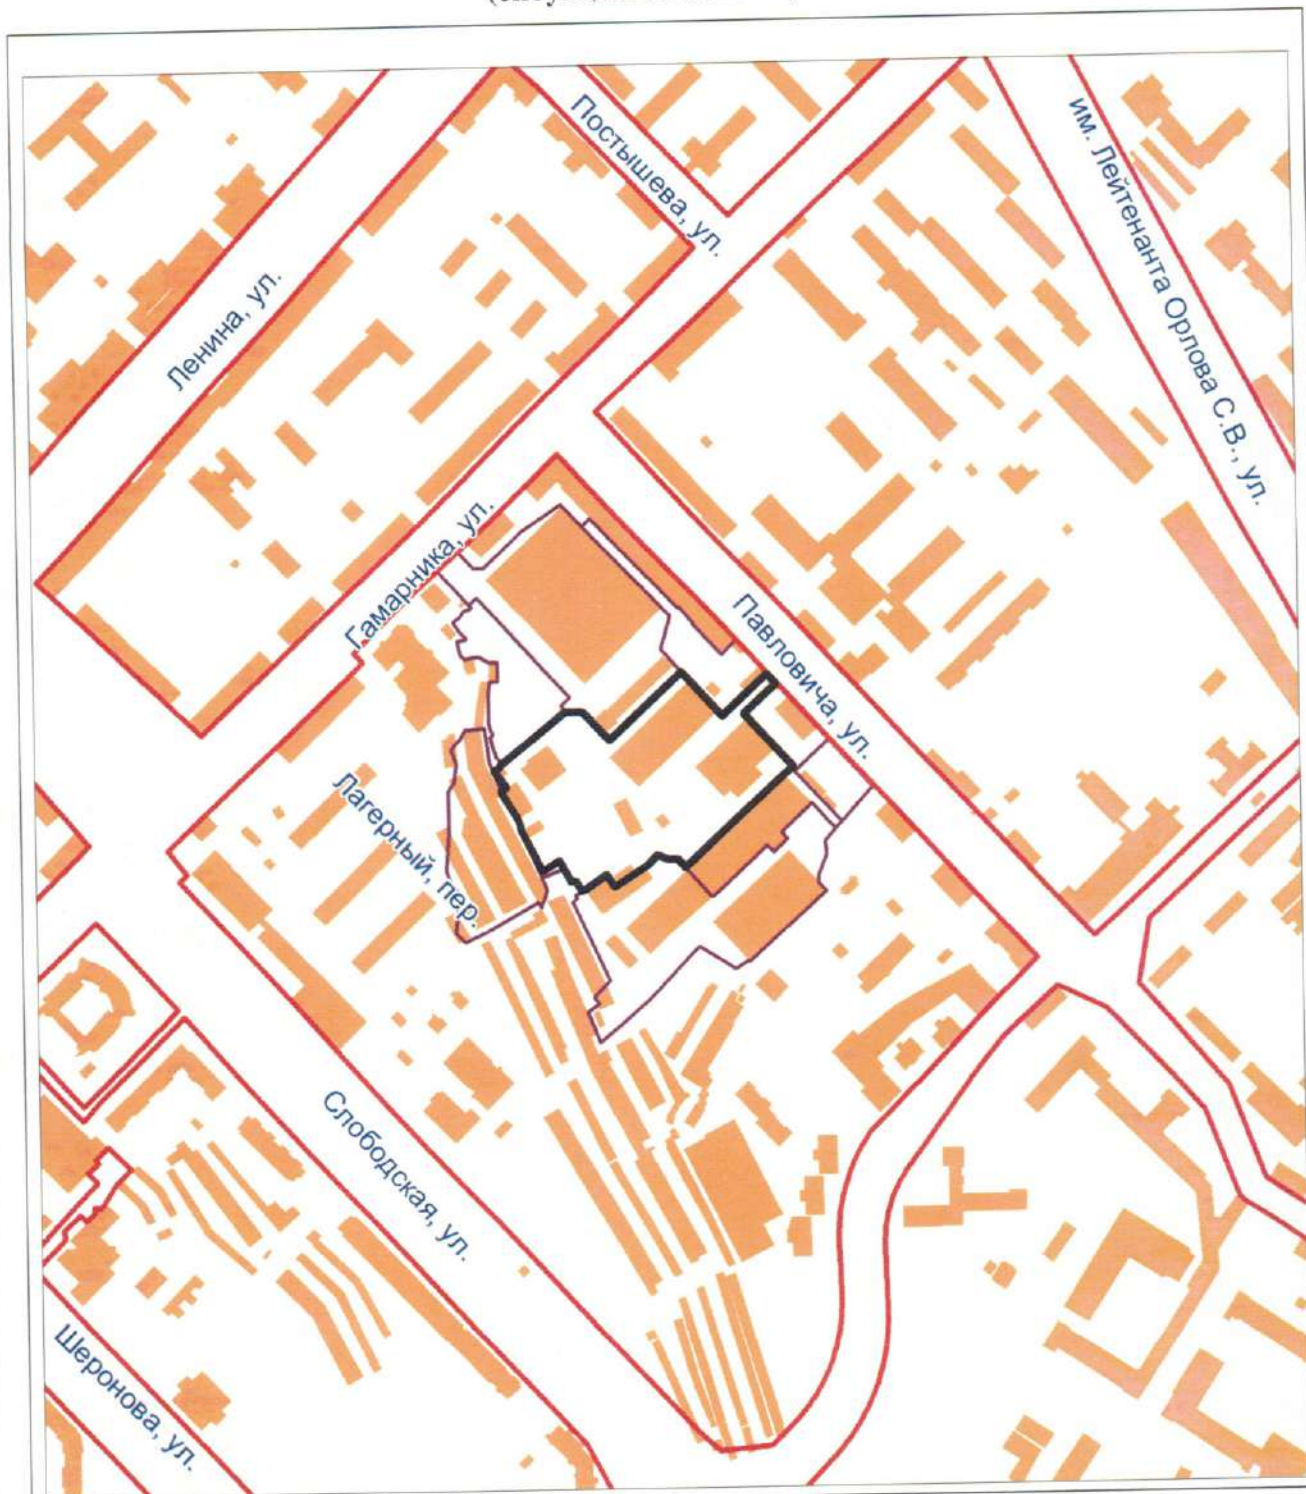 Постышева, ул.
им. Лейтенанта Орлова С.В., ул.
Ленина, ул.
Гамарника, ул.
Павловича, ул.
Лагерный, пер.
Слободская, ул.
Шеронова, ул.